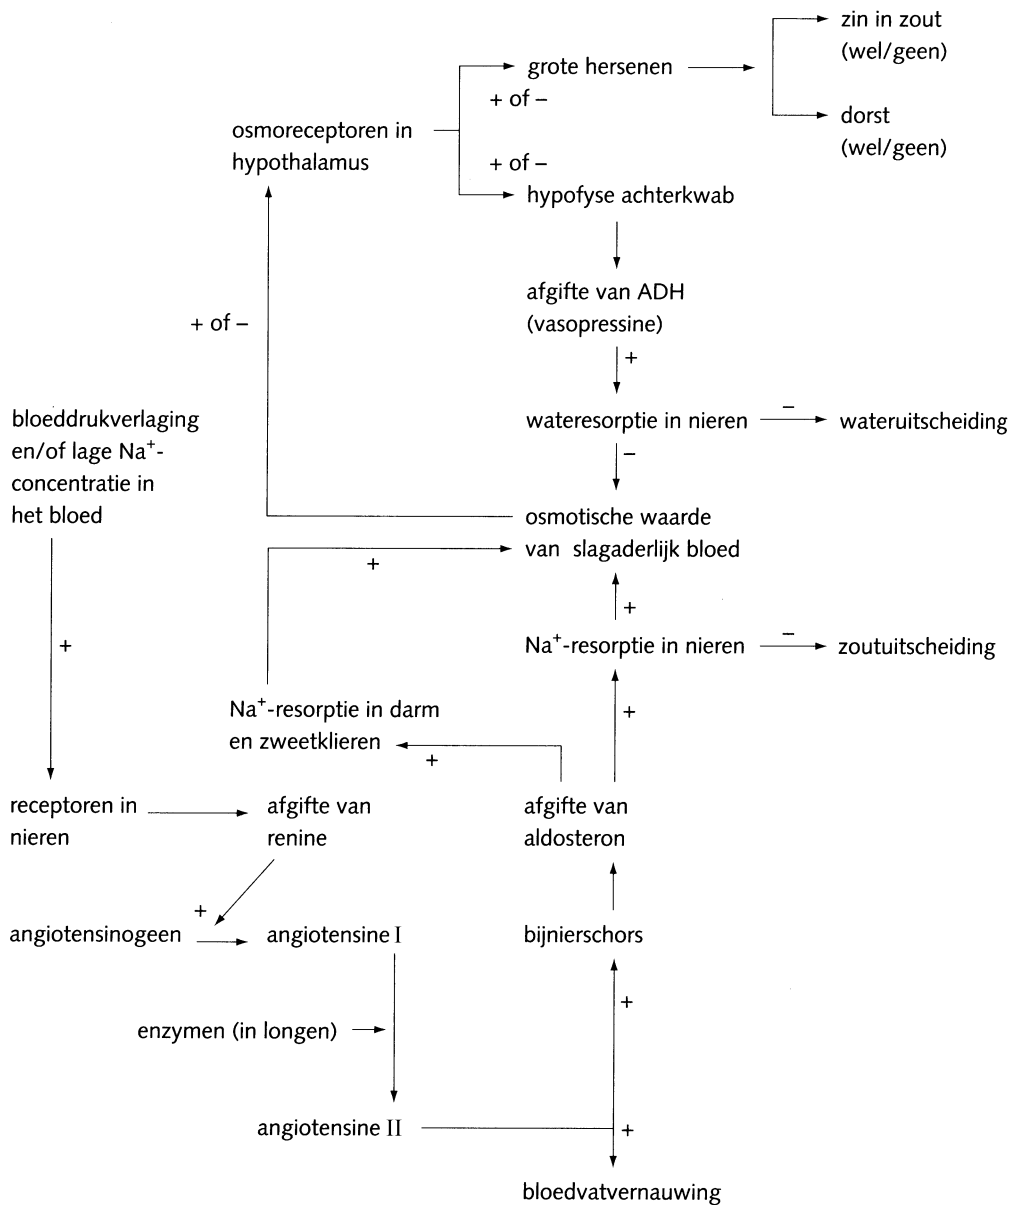 zin in zout
(wel/geen)
grote hersenen
+ of –
osmoreceptoren in
hypothalamus
dorst
(wel/geen)
+ of –
hypofyse achterkwab
afgifte van ADH
(vasopressine)
+ of –
+
bloeddrukverlaging
en/of lage Na⁺-
concentratie in
het bloed
wateresorptie in nieren
–
wateruitscheiding
–
osmotische waarde
van slagaderlijk bloed
+
+
+
Na⁺-resorptie in nieren
–
zoutuitscheiding
+
Na⁺-resorptie in darm
en zweetklieren
+
receptoren in
nieren
afgifte van
renine
afgifte van
aldosteron
+
angiotensinogeen
angiotensine I
bijnierschors
+
enzymen (in longen)
angiotensine II
+
bloedvatvernauwing